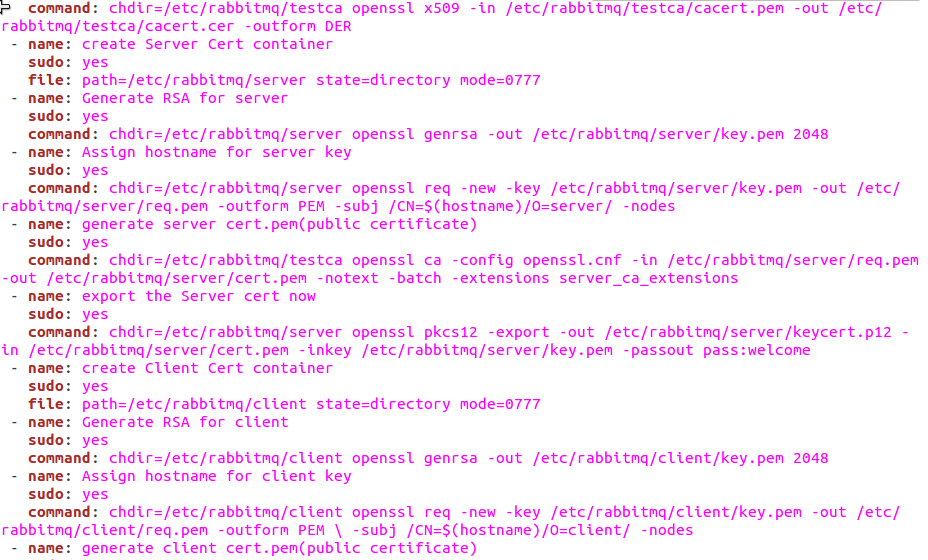 command: chdir=/etc/rabbitmq/testca openssl x509 -in /etc/rabbitmq/testca/cacert.pem -out /etc/
rabbitmq/testca/cacert.cer -outform DER
 - name: create Server Cert container
   sudo: yes
   file: path=/etc/rabbitmq/server state=directory mode=0777
 - name: Generate RSA for server
   sudo: yes
   command: chdir=/etc/rabbitmq/server openssl genrsa -out /etc/rabbitmq/server/key.pem 2048
 - name: Assign hostname for server key
   sudo: yes
   command: chdir=/etc/rabbitmq/server openssl req -new -key /etc/rabbitmq/server/key.pem -out /etc/
rabbitmq/server/req.pem -outform PEM -subj /CN=$(hostname)/O=server/ -nodes
 - name: generate server cert.pem(public certificate)
   sudo: yes
   command: chdir=/etc/rabbitmq/testca openssl ca -config openssl.cnf -in /etc/rabbitmq/server/req.pem
-out /etc/rabbitmq/server/cert.pem -notext -batch -extensions server_ca_extensions
 - name: export the Server cert now
   sudo: yes
   command: chdir=/etc/rabbitmq/server openssl pkcs12 -export -out /etc/rabbitmq/server/keycert.p12 -
in /etc/rabbitmq/server/cert.pem -inkey /etc/rabbitmq/server/key.pem -passout pass:welcome
 - name: create Client Cert container
   sudo: yes
   file: path=/etc/rabbitmq/client state=directory mode=0777
 - name: Generate RSA for client
   sudo: yes
   command: chdir=/etc/rabbitmq/client openssl genrsa -out /etc/rabbitmq/client/key.pem 2048
 - name: Assign hostname for client key
   sudo: yes
   command: chdir=/etc/rabbitmq/client openssl req -new -key /etc/rabbitmq/client/key.pem -out /etc/
rabbitmq/client/req.pem -outform PEM \ -subj /CN=$(hostname)/O=client/ -nodes
 - name: generate client cert.pem(public certificate)